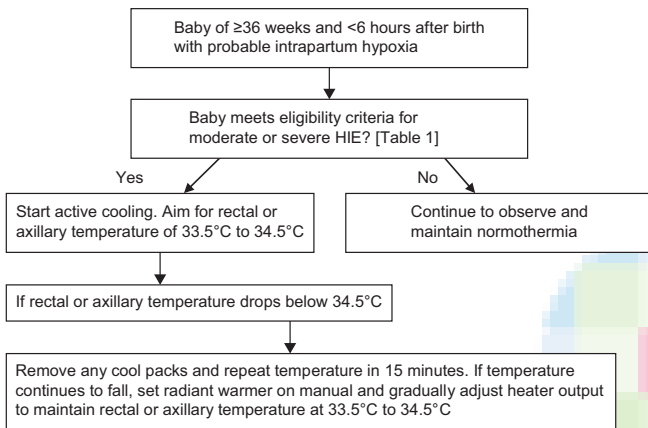 Baby of ≥36 weeks and <6 hours after birth
with probable intrapartum hypoxia
Baby meets eligibility criteria for
moderate or severe HIE? [Table 1]
Yes
No
Start active cooling. Aim for rectal or
axillary temperature of 33.5°C to 34.5°C
Continue to observe and
maintain normothermia
If rectal or axillary temperature drops below 34.5°C
Remove any cool packs and repeat temperature in 15 minutes. If temperature
continues to fall, set radiant warmer on manual and gradually adjust heater output
to maintain rectal or axillary temperature at 33.5°C to 34.5°C